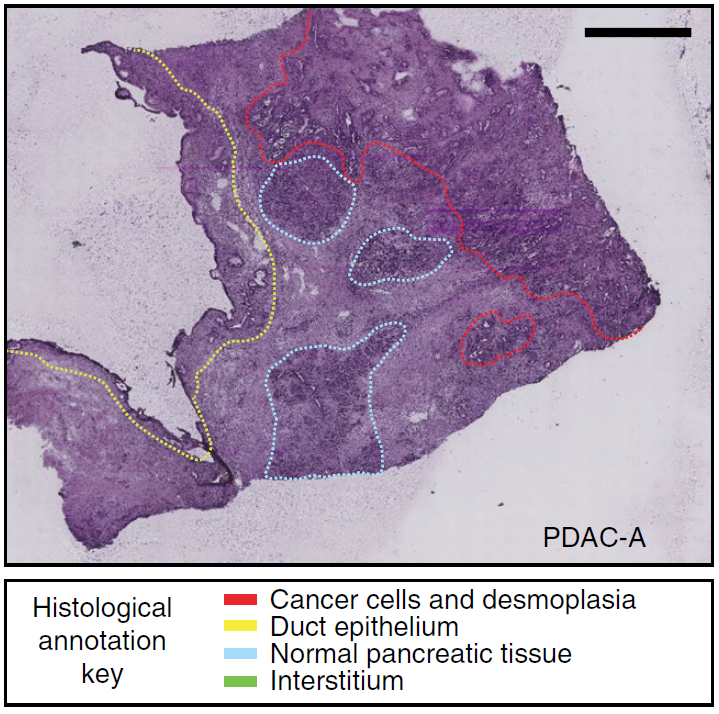 PDAC-A
Histological
annotation
key
Cancer cells and desmoplasia
Duct epithelium
Normal pancreatic tissue
Interstitium